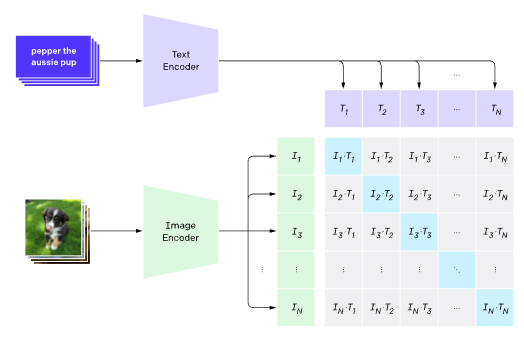 pepper the
aussie pup
Text
Encoder
...
T1 T2 T3 ... TN
Image
Encoder
I1 I1·T1 I1·T2 I1·T3 ... I1·TN
I2 I2·T1 I2·T2 I2·T3 ... I2·TN
I3 I3·T1 I3·T2 I3·T3 ... I3·TN
⋮ ⋮ ⋮ ⋮ ⋮ ⋱ ⋮
IN IN·T1 IN·T2 IN·T3 ... IN·TN